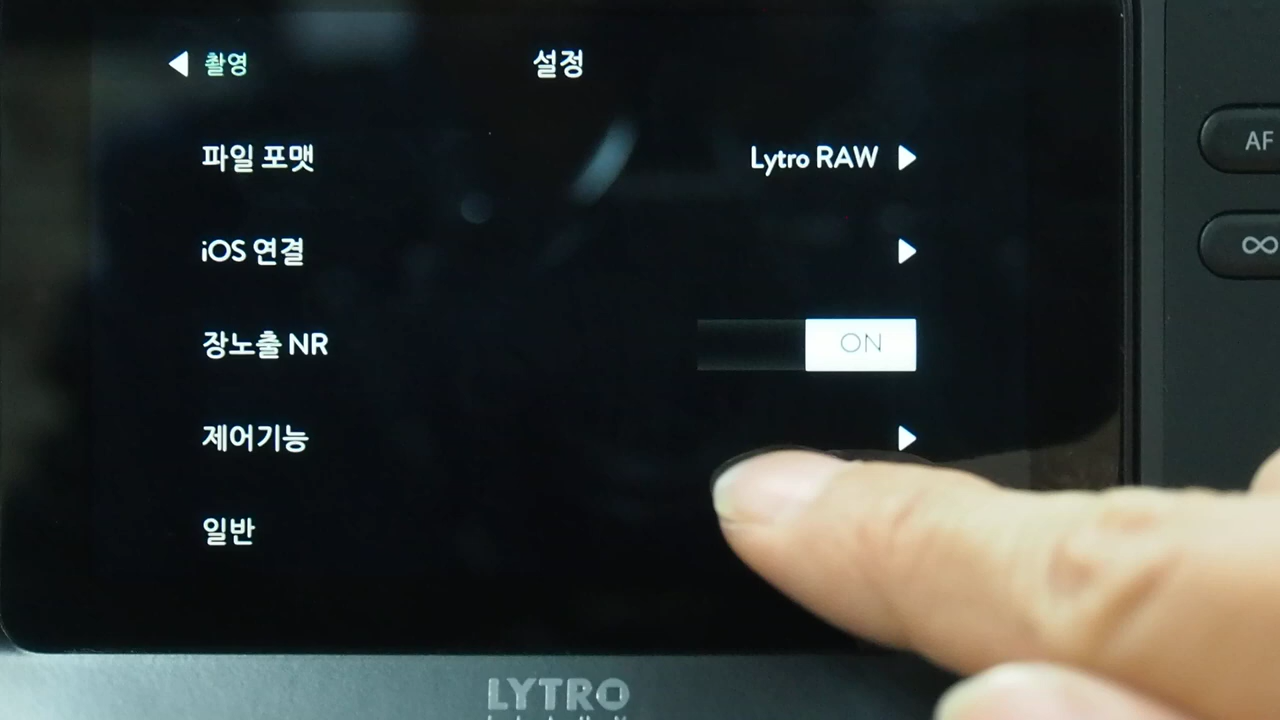 촬영 설정
파일 포맷 Lytro RAW
iOS 연결
장노출 NR ON
제어기능
일반
AF
∞
LYTRO